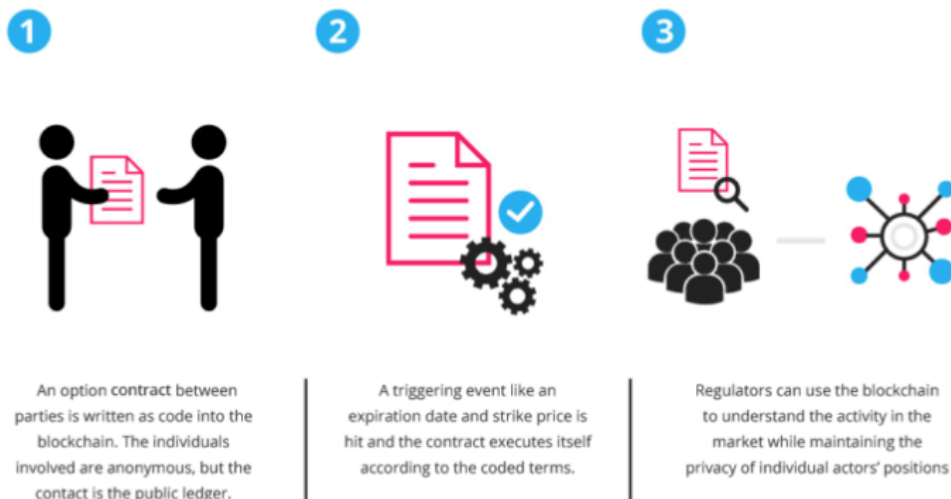 1
2
3
An option contract between
parties is written as code into the
blockchain. The individuals
involved are anonymous, but the
contact is the public ledger.
A triggering event like an
expiration date and strike price is
hit and the contract executes itself
according to the coded terms.
Regulators can use the blockchain
to understand the activity in the
market while maintaining the
privacy of individual actors' positions